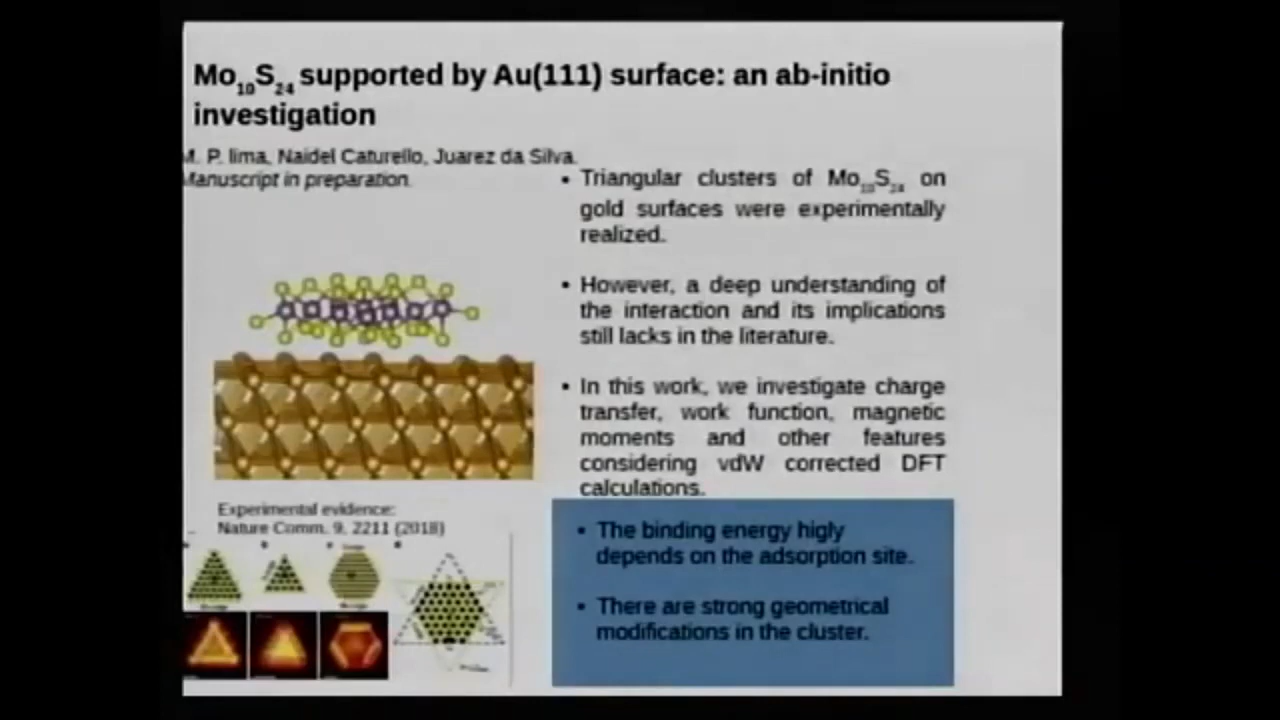 Mo10S24 supported by Au(111) surface: an ab-initio
investigation
M. P. lima, Naidel Caturello, Juarez da Silva.
Manuscript in preparation.
• Triangular clusters of Mo10S24 on
gold surfaces were experimentally
realized.
• However, a deep understanding of
the interaction and its implications
still lacks in the literature.
• In this work, we investigate charge
transfer, work function, magnetic
moments and other features
considering vdW corrected DFT
calculations.
Experimental evidence:
Nature Comm. 9, 2211 (2018)
• The binding energy higly
depends on the adsorption site.
• There are strong geometrical
modifications in the cluster.